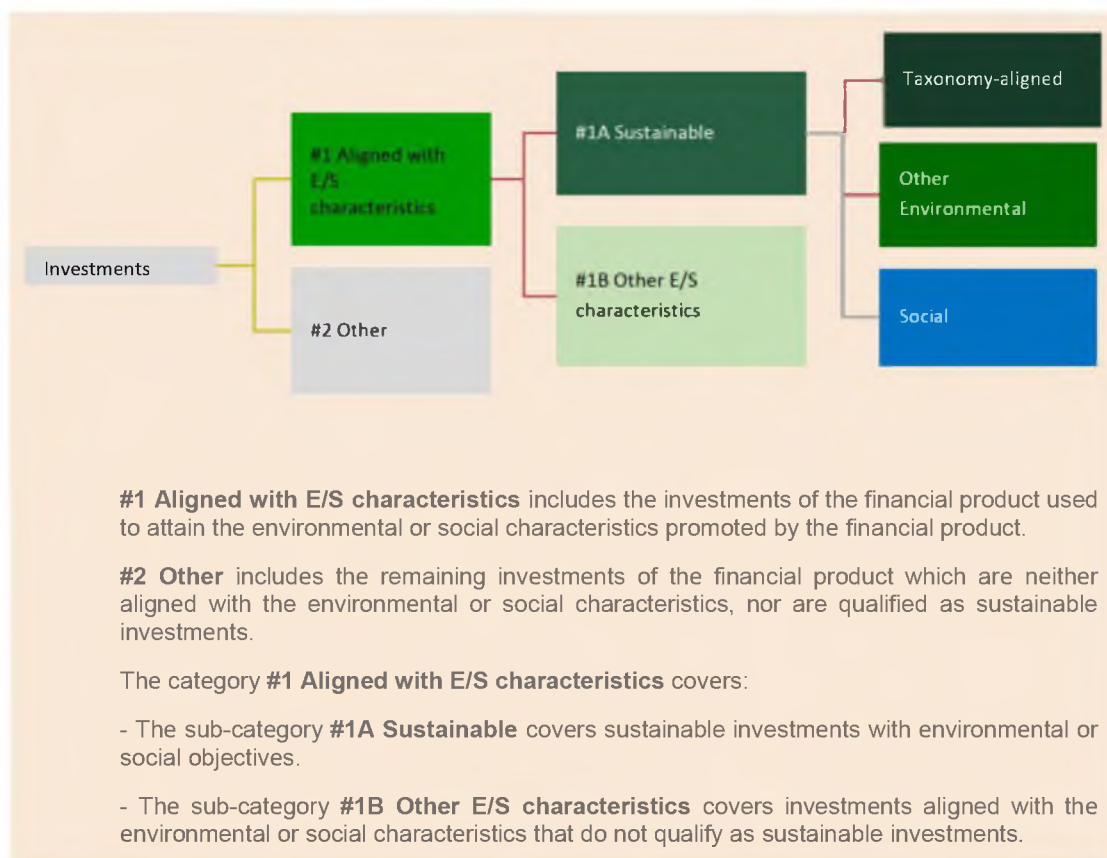 Taxonomy-aligned
#1A Sustainable
#1 Aligned with
E/S
characteristics
Other
Environmental
Investments
#1B Other E/S
characteristics
#2 Other
Social
#1 Aligned with E/S characteristics includes the investments of the financial product used
to attain the environmental or social characteristics promoted by the financial product.
#2 Other includes the remaining investments of the financial product which are neither
aligned with the environmental or social characteristics, nor are qualified as sustainable
investments.
The category #1 Aligned with E/S characteristics covers:
- The sub-category #1A Sustainable covers sustainable investments with environmental or
social objectives.
- The sub-category #1B Other E/S characteristics covers investments aligned with the
environmental or social characteristics that do not qualify as sustainable investments.